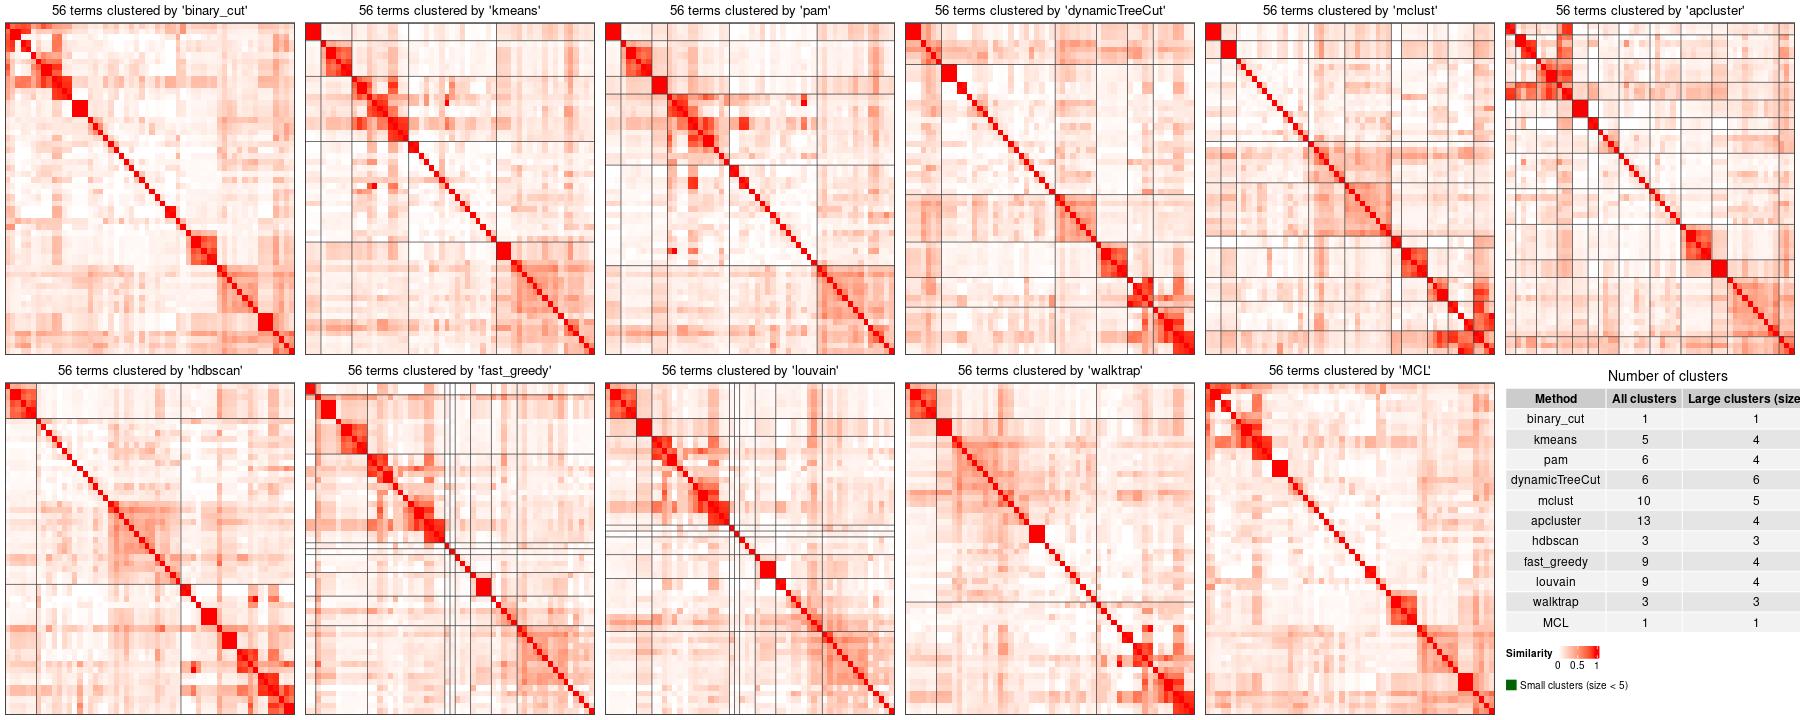 56 terms clustered by 'binary_cut'
56 terms clustered by 'kmeans'
56 terms clustered by 'pam'
56 terms clustered by 'dynamicTreeCut'
56 terms clustered by 'mclust'
56 terms clustered by 'apcluster'
56 terms clustered by 'hdbscan'
56 terms clustered by 'fast_greedy'
56 terms clustered by 'louvain'
56 terms clustered by 'walktrap'
56 terms clustered by 'MCL'
Number of clusters
Method All clusters Large clusters (size
binary_cut 1 1
kmeans 5 4
pam 6 4
dynamicTreeCut 6 6
mclust 10 5
apcluster 13 4
hdbscan 3 3
fast_greedy 9 4
louvain 9 4
walktrap 3 3
MCL 1 1
Similarity
0 0.5 1
Small clusters (size < 5)